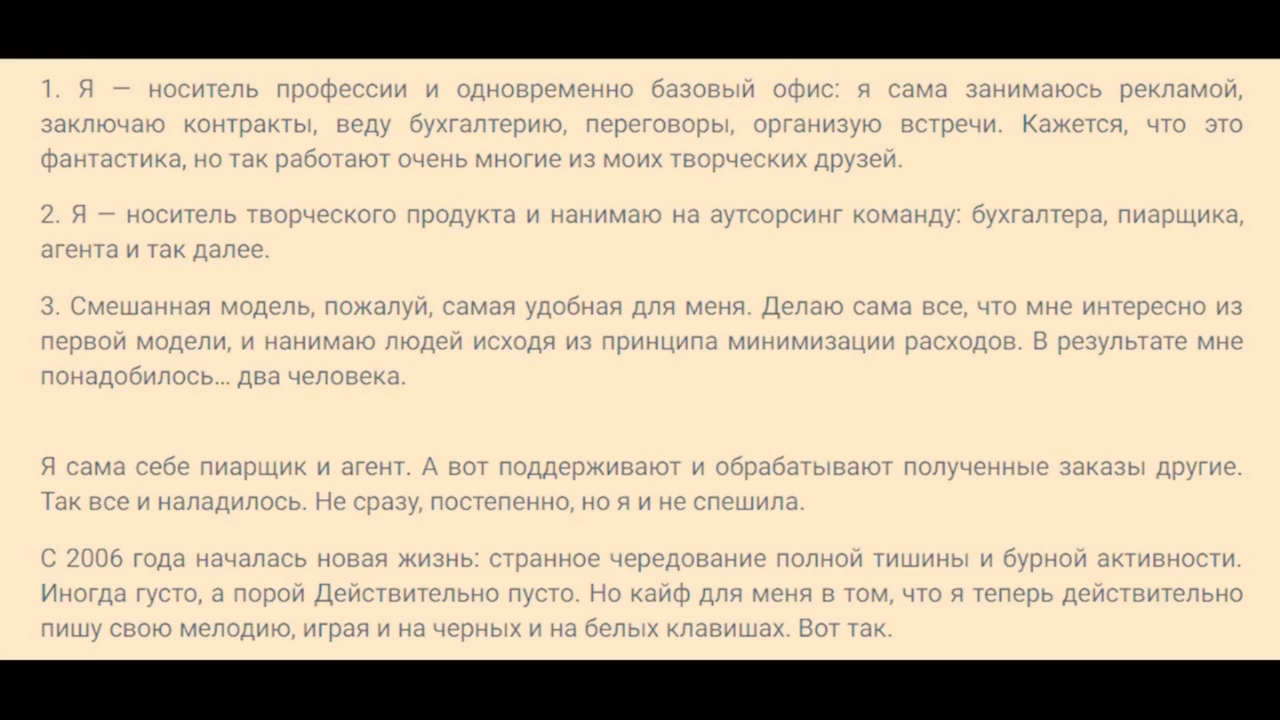 1. Я — носитель профессии и одновременно базовый офис: я сама занимаюсь рекламой,
заключаю контракты, веду бухгалтерию, переговоры, организую встречи. Кажется, что это
фантастика, но так работают очень многие из моих творческих друзей.
2. Я — носитель творческого продукта и нанимаю на аутсорсинг команду: бухгалтера, пиарщика,
агента и так далее.
3. Смешанная модель, пожалуй, самая удобная для меня. Делаю сама все, что мне интересно из
первой модели, и нанимаю людей исходя из принципа минимизации расходов. В результате мне
понадобилось… два человека.
Я сама себе пиарщик и агент. А вот поддерживают и обрабатывают полученные заказы другие.
Так все и наладилось. Не сразу, постепенно, но я и не спешила.
С 2006 года началась новая жизнь: странное чередование полной тишины и бурной активности.
Иногда густо, а порой Действительно пусто. Но кайф для меня в том, что я теперь действительно
пишу свою мелодию, играя и на черных и на белых клавишах. Вот так.